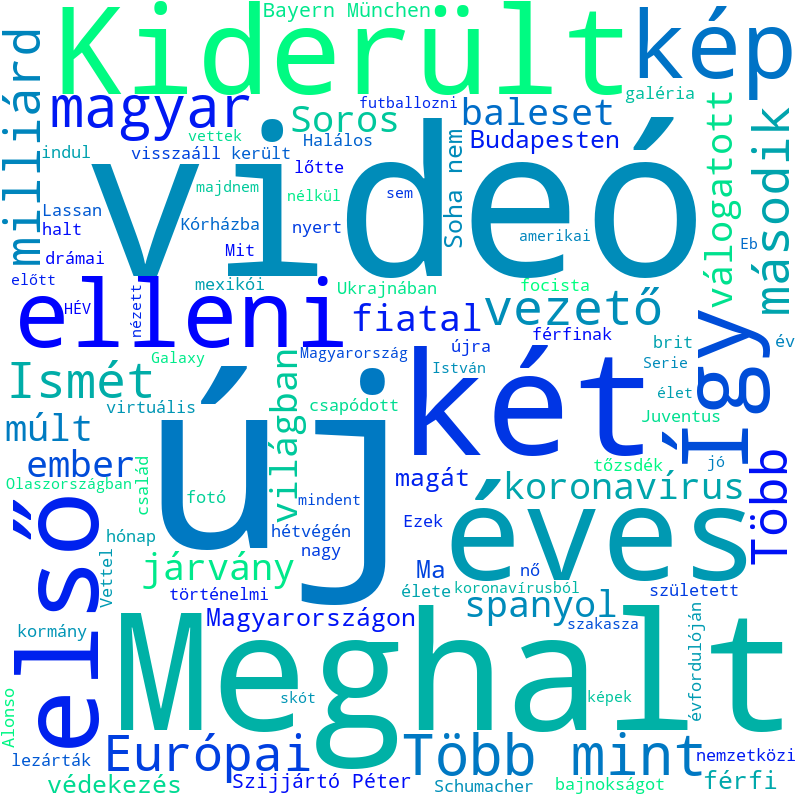 Bayern München
Kiderült
kép
milliárd
magyar
Soros
futballozni
baleset
galéria
vettek
Halálos
Budapesten
válogatott
második
indul
visszaáll
került
lőtte
Soha nem
videó
majdnem
nélkül
sem
Lassan
Kórházba
nyert
halt
Mit
amerikai
Eb
drámai
előtt
mexikói
Ukrajnában
focista
elleni
HÉV
nézett
fiatal
vezető
férfinak
Így
brit
év
Galaxy
Magyarország
újra
Serie
Ismét
István
két
új
világban
virtuális
csapódott
élet
Juventus
múlt
ember
magát
tőzsdék
jó
Több
Olaszországban
család
fotó
mindent
koronavírus
első
hétvégén
Ezek
éves
hónap
nagy
Vettel
járvány
Ma
nő
történelmi
élete
koronavírusból
született
Magyarországon
spanyol
kormány
szakasza
évfordulóján
Meghalt
Alonso
skót
képek
lezárták
Európai
Több mint
nemzetközi
védekezés
Szijjártó Péter
Schumacher
bajnokságot
férfi